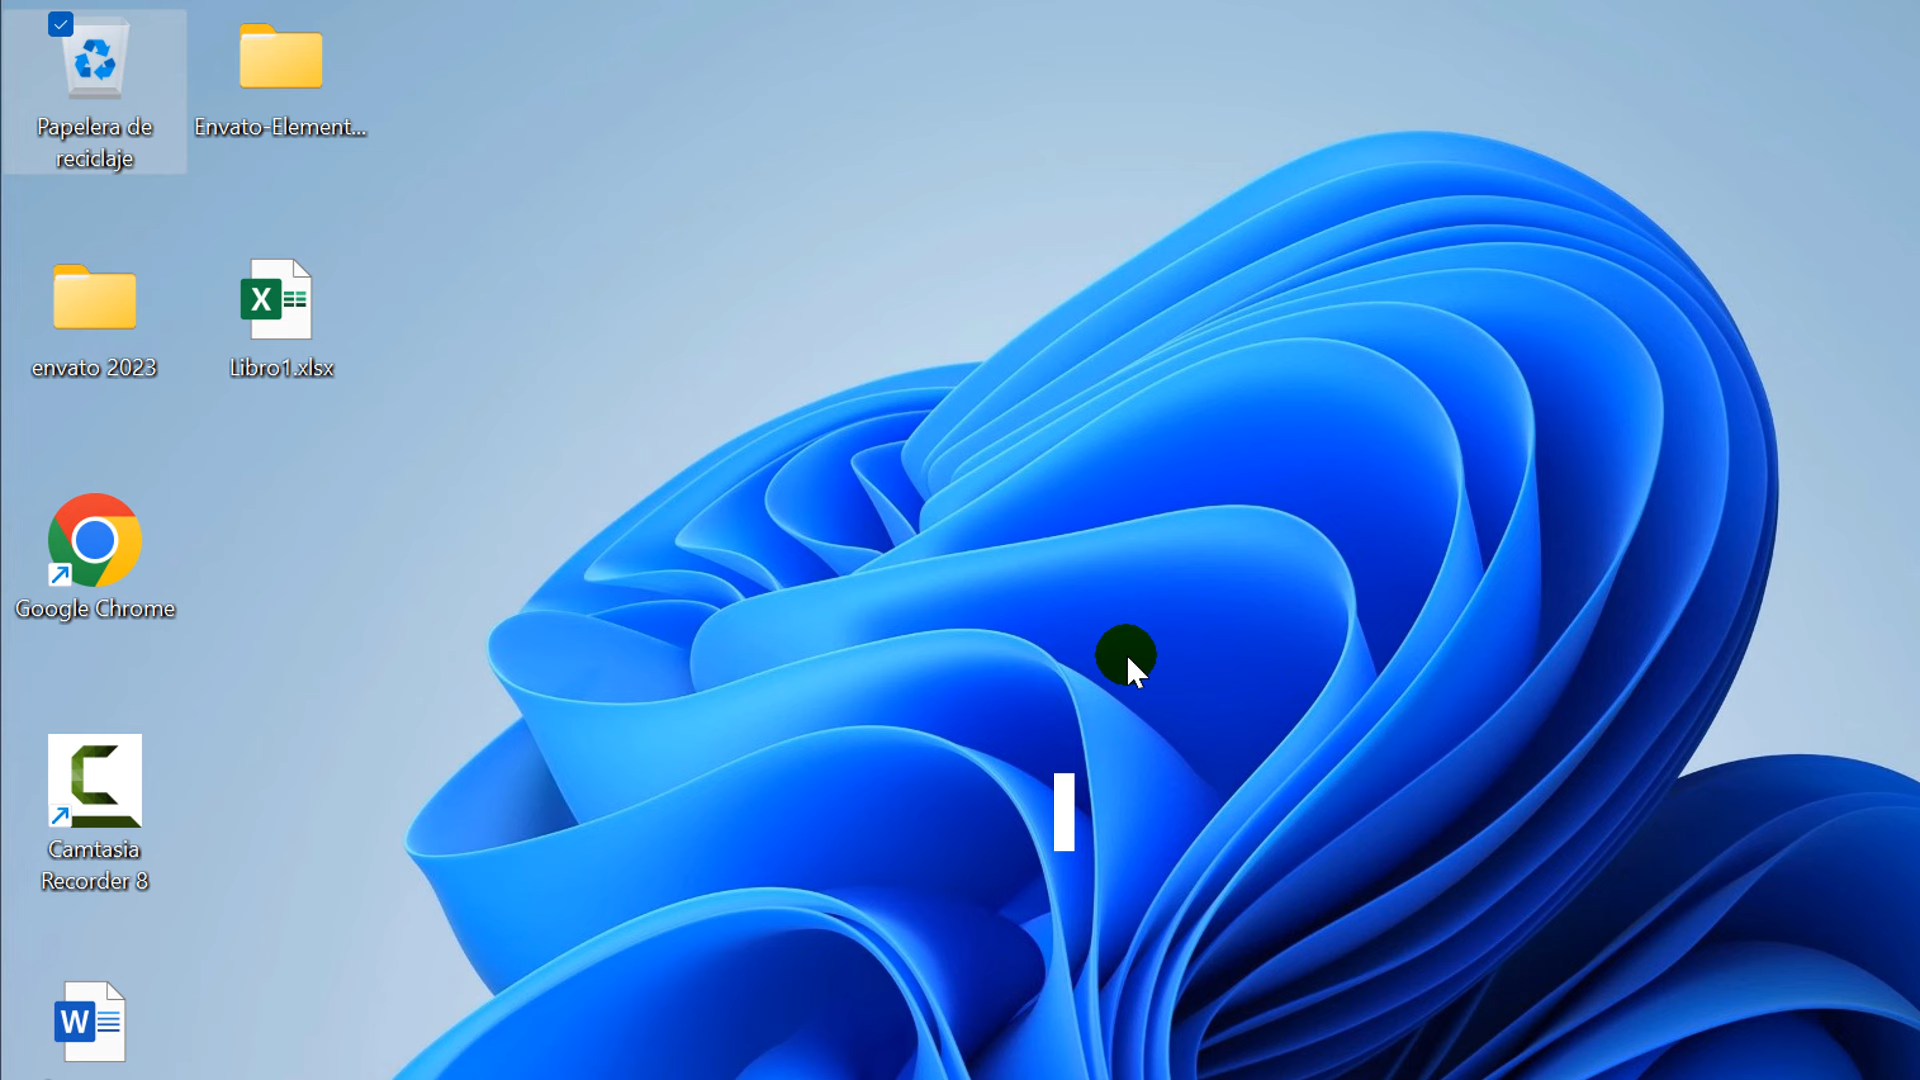 Papelera de
reciclaje
Envato-Element...
envato 2023
X
Libro1.xlsx
Google Chrome
Camtasia
Recorder 8
W